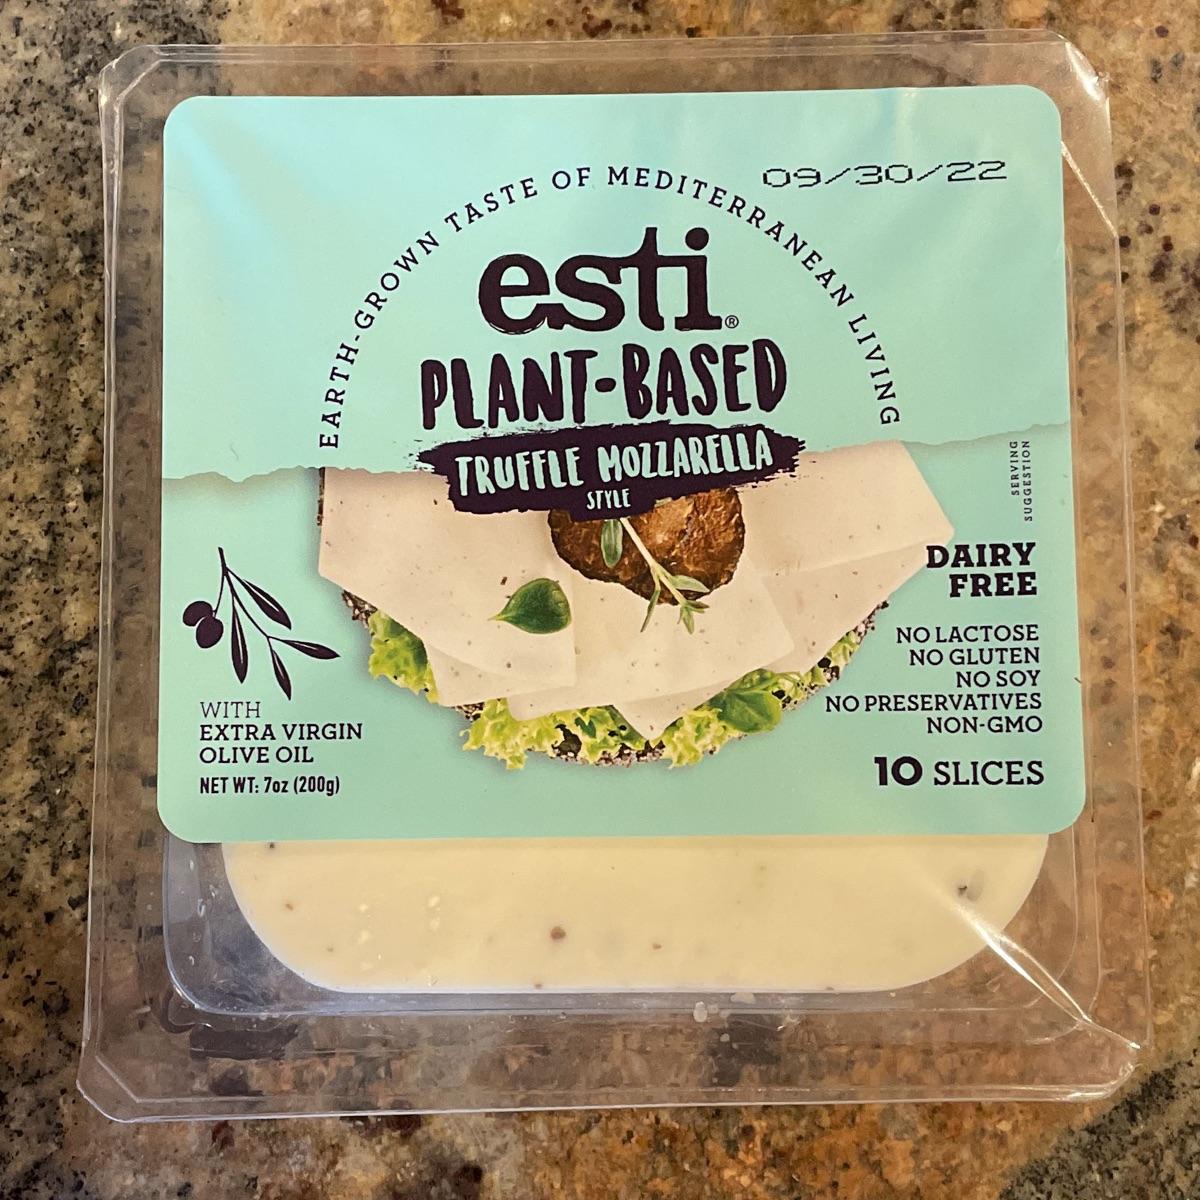 09/30/22
EARTH-GROWN TASTE OF MEDITERRANEAN LIVING
esti®
PLANT-BASED
TRUFFLE MOZZARELLA
STYLE
SERVING
SUGGESTION
DAIRY
FREE
NO LACTOSE
NO GLUTEN
NO SOY
NO PRESERVATIVES
NON-GMO
10 SLICES
WITH
EXTRA VIRGIN
OLIVE OIL
NET WT: 7oz (200g)